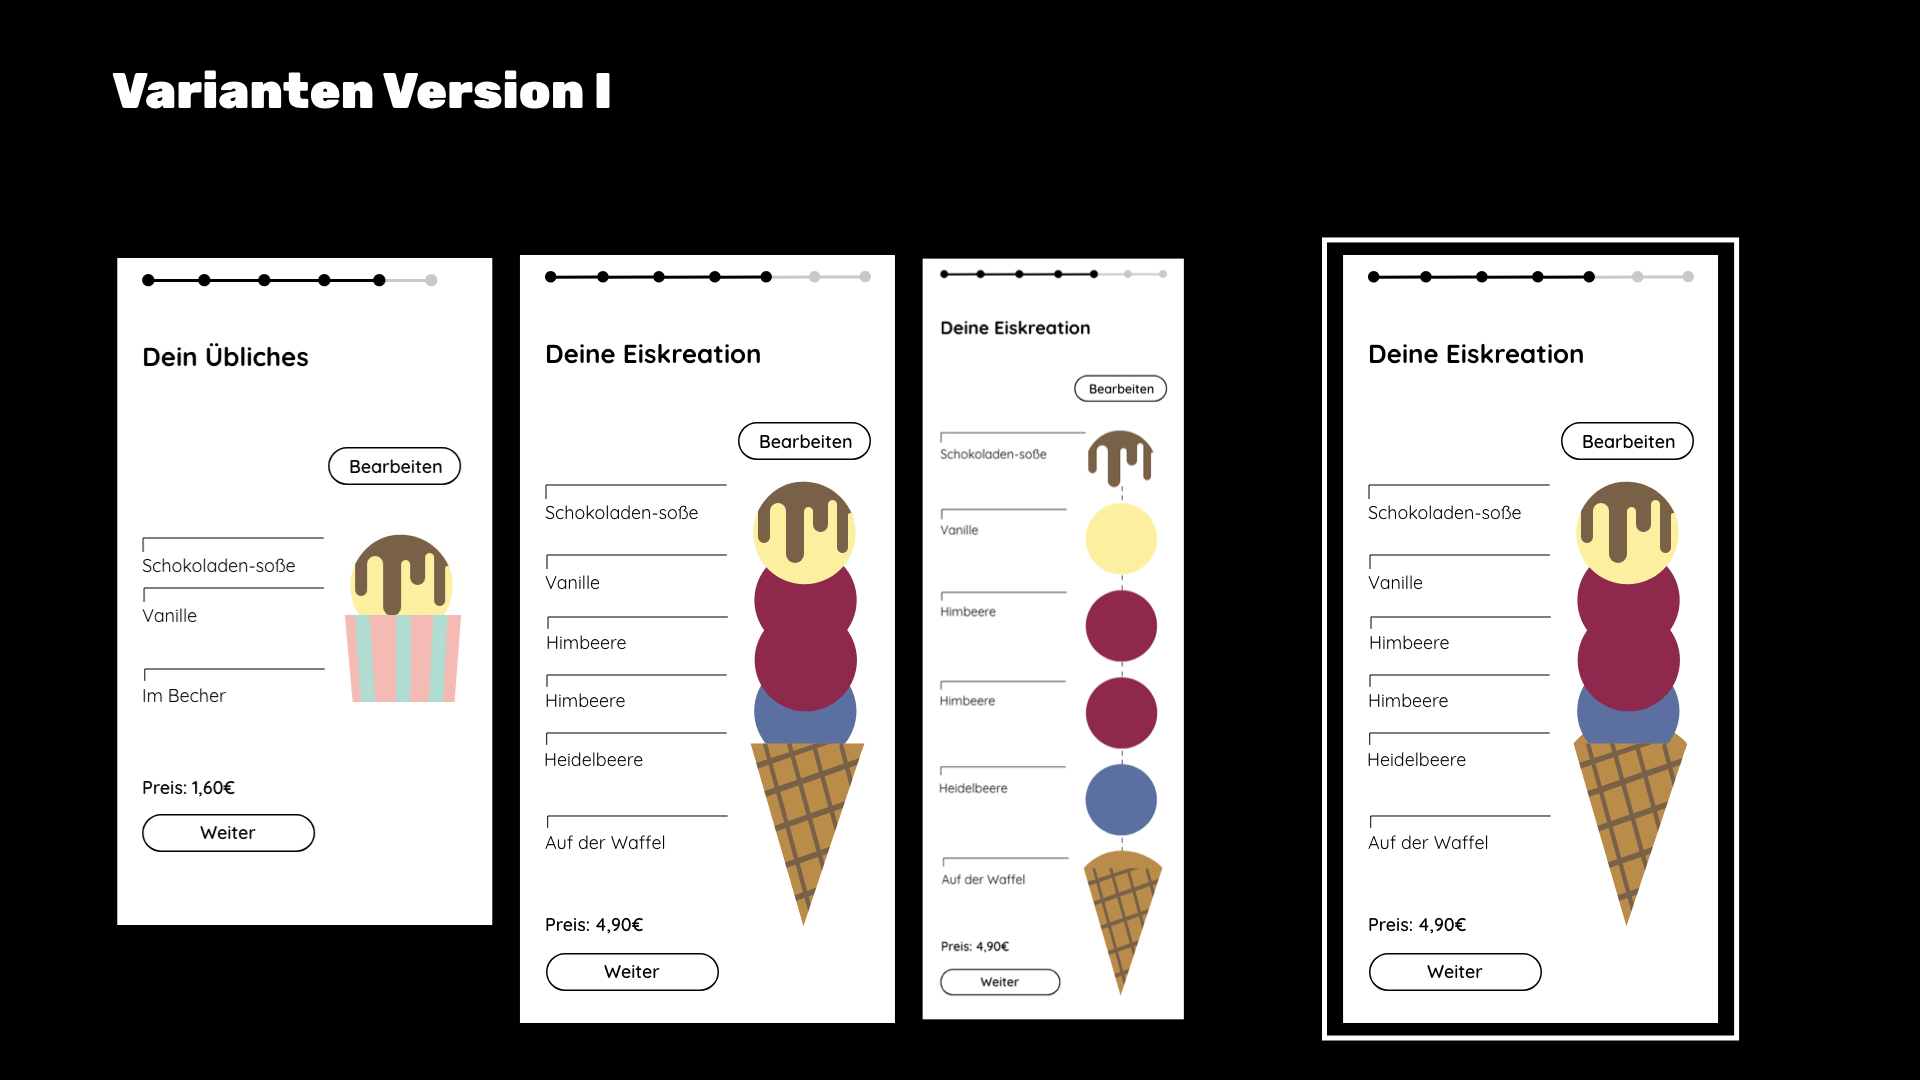 Varianten Version I
Dein Übliches
Bearbeiten
Schokoladen-soße
Vanille
Im Becher
Preis: 1,60€
Weiter
Deine Eiskreation
Bearbeiten
Schokoladen-soße
Vanille
Himbeere
Himbeere
Heidelbeere
Auf der Waffel
Preis: 4,90€
Weiter
Deine Eiskreation
Bearbeiten
Schokoladen-soße
Vanille
Himbeere
Himbeere
Heidelbeere
Auf der Waffel
Preis: 4,90€
Weiter
Deine Eiskreation
Bearbeiten
Schokoladen-soße
Vanille
Himbeere
Himbeere
Heidelbeere
Auf der Waffel
Preis: 4,90€
Weiter